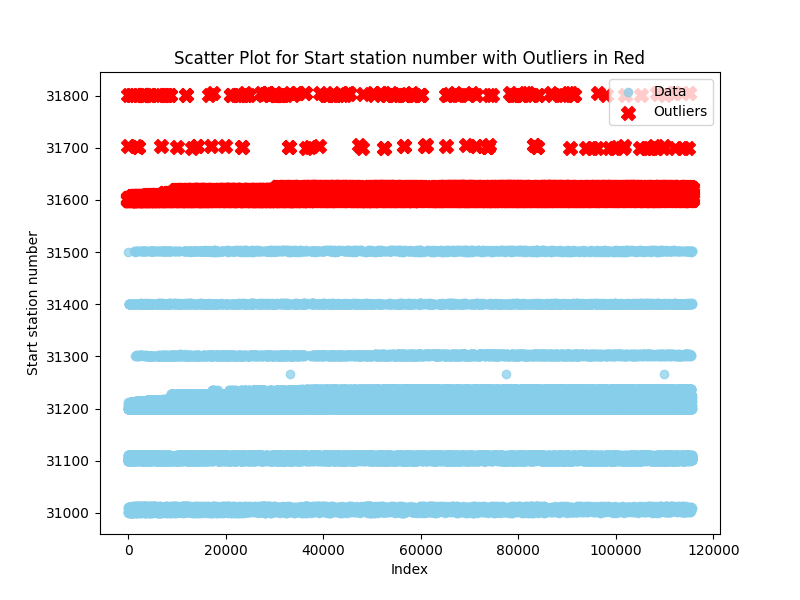 Scatter Plot for Start station number with Outliers in Red
Data
Outliers
Start station number
31800
31700
31600
31500
31400
31300
31200
31100
31000
0 20000 40000 60000 80000 100000 120000
Index